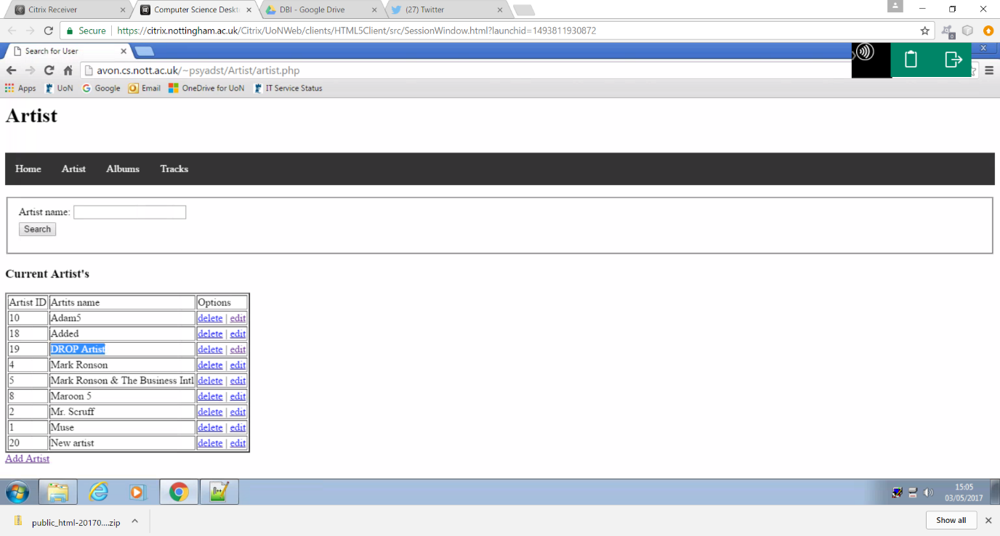 Citrix Receiver
Computer Science Deskt
DBI - Google Drive
(27) Twitter
Secure
https://citrix.nottingham.ac.uk/Citrix/UoNWeb/clients/HTML5Client/src/SessionWindow.html?launchid=1493811930872
0
Search for User
avon.cs.nott.ac.uk/~psyadst/Artist/artist.php
Apps UoN Google Email OneDrive for UoN IT Service Status
Artist
Home Artist Albums Tracks
Artist name:
Search
Current Artist's
Artist ID Artits name Options
10 Adam5 delete | edit
18 Added delete | edit
19 DROP Artist delete | edit
4 Mark Ronson delete | edit
5 Mark Ronson & The Business Intl delete | edit
8 Maroon 5 delete | edit
2 Mr. Scruff delete | edit
1 Muse delete | edit
20 New artist delete | edit
Add Artist
15:05
03/05/2017
public_html-20170....zip
Show all